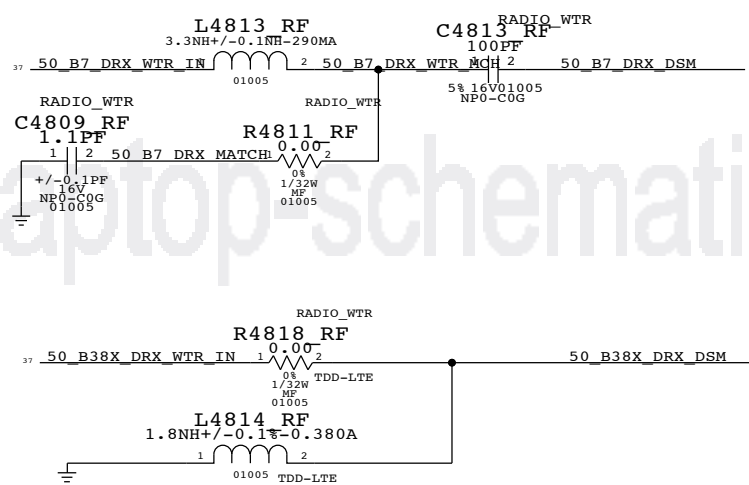 L4813_RF
3.3NH+/-0.1NH-290MA
RADIO_WTR
C4813_RF
100PF
37 50_B7_DRX_WTR_IN 1 2 50_B7_DRX_WTR_MCH 1 2 50_B7_DRX_DSM
01005
5% 16V01005
NP0-C0G
RADIO_WTR
RADIO_WTR
C4809_RF
1.1PF
R4811_RF
0.00
1 2 50_B7_DRX_MATCH 1 2
+/-0.1PF
16V
NP0-C0G
01005
0%
1/32W
MF
01005
aptop-schemati
RADIO_WTR
R4818_RF
0.00
37 50_B38X_DRX_WTR_IN 1 2 50_B38X_DRX_DSM
0%
1/32W
MF
01005
TDD-LTE
L4814_RF
1.8NH+/-0.1%-0.380A
1 2
01005 TDD-LTE